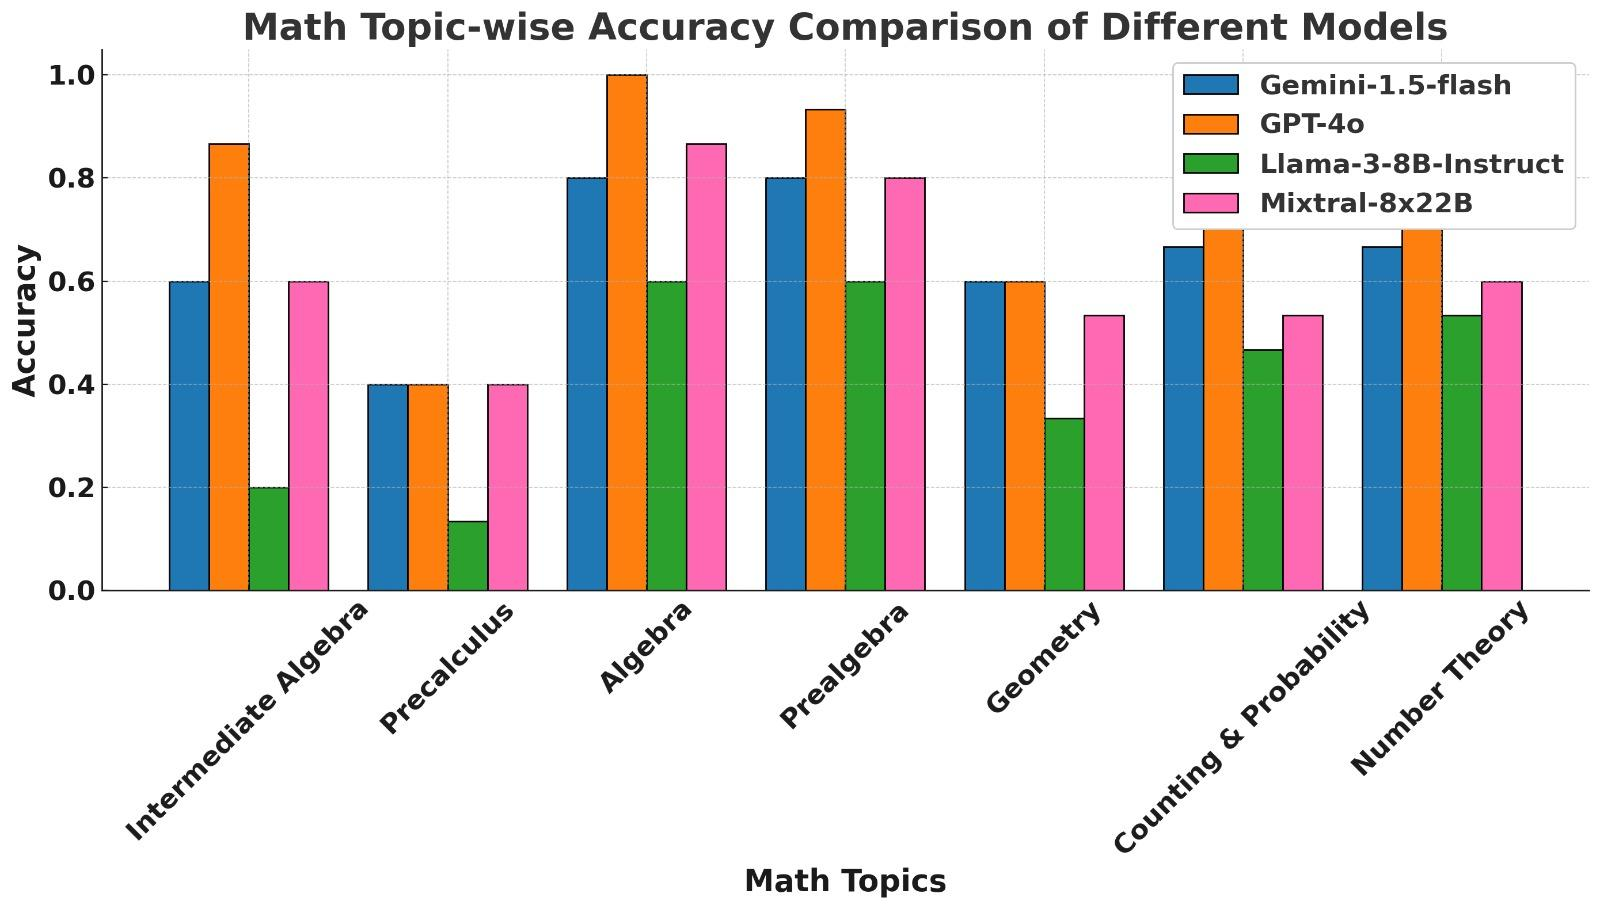 Math Topic-wise Accuracy Comparison of Different Models
Gemini-1.5-flash
GPT-4o
Llama-3-8B-Instruct
Mixtral-8x22B
Accuracy
1.0
0.8
0.6
0.4
0.2
0.0
Intermediate Algebra
Precalculus
Algebra
Prealgebra
Geometry
Counting & Probability
Number Theory
Math Topics